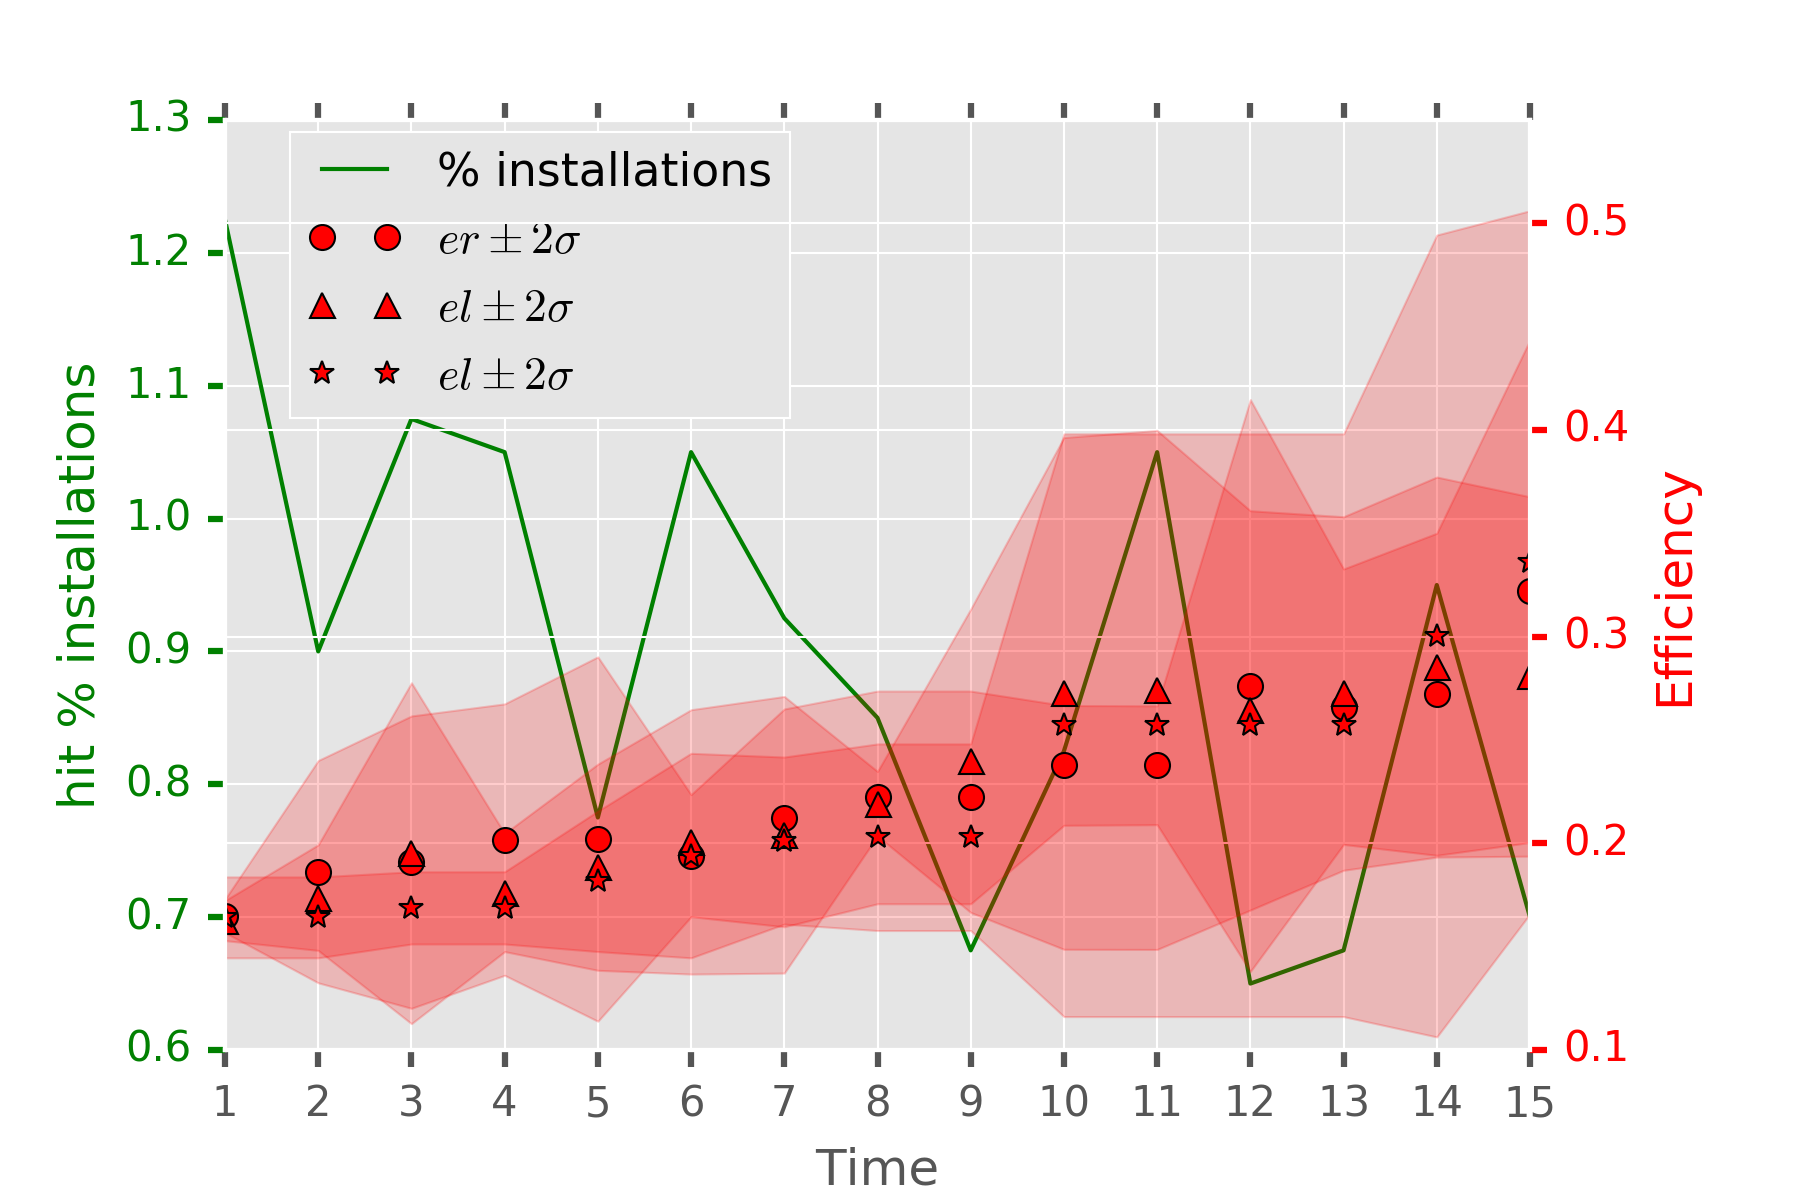 1.3
1.2
1.1
1.0
0.9
0.8
0.7
0.6
hit % installations
% installations
er ± 2σ
el ± 2σ
el ± 2σ
0.5
0.4
0.3
0.2
0.1
Efficiency
1 2 3 4 5 6 7 8 9 10 11 12 13 14 15
Time